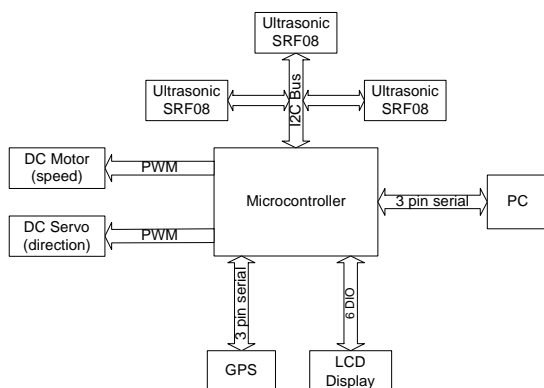 Ultrasonic
SRF08
Ultrasonic
SRF08
I2C Bus
Ultrasonic
SRF08
DC Motor
(speed)
PWM
Microcontroller
3 pin serial
PC
DC Servo
(direction)
PWM
3 pin serial
6 DIO
GPS
LCD
Display